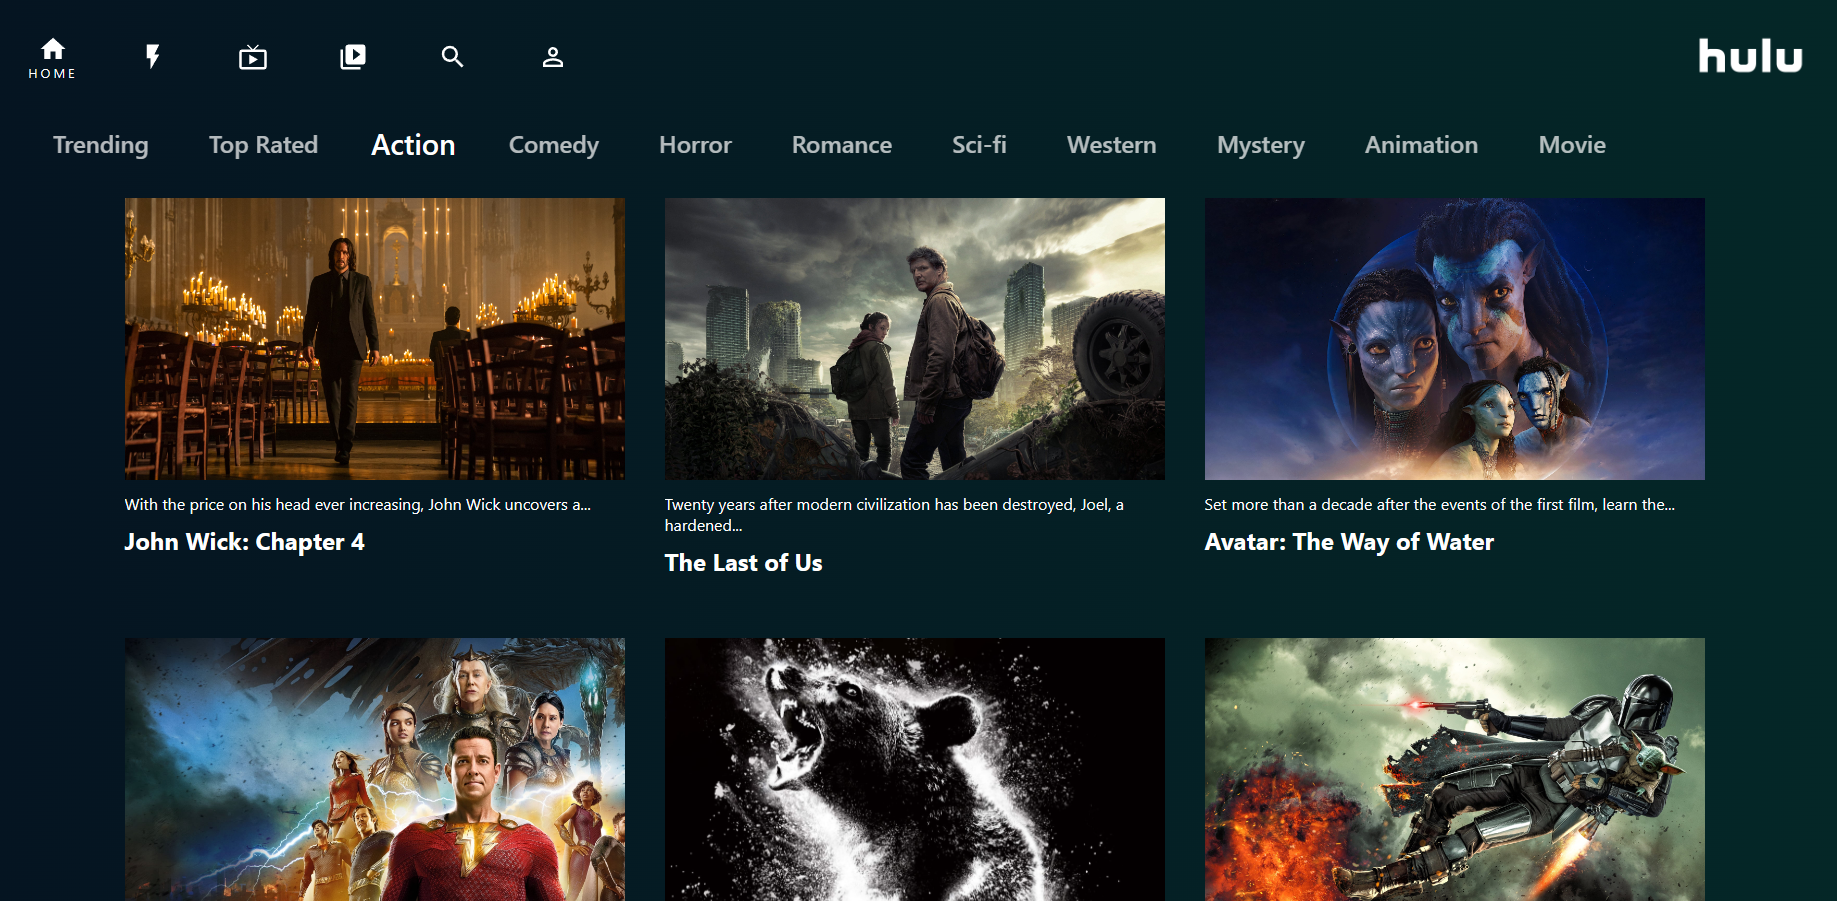 HOME
hulu
Trending Top Rated Action Comedy Horror Romance Sci-fi Western Mystery Animation Movie
With the price on his head ever increasing, John Wick uncovers a...
John Wick: Chapter 4
Twenty years after modern civilization has been destroyed, Joel, a
hardened...
The Last of Us
Set more than a decade after the events of the first film, learn the...
Avatar: The Way of Water